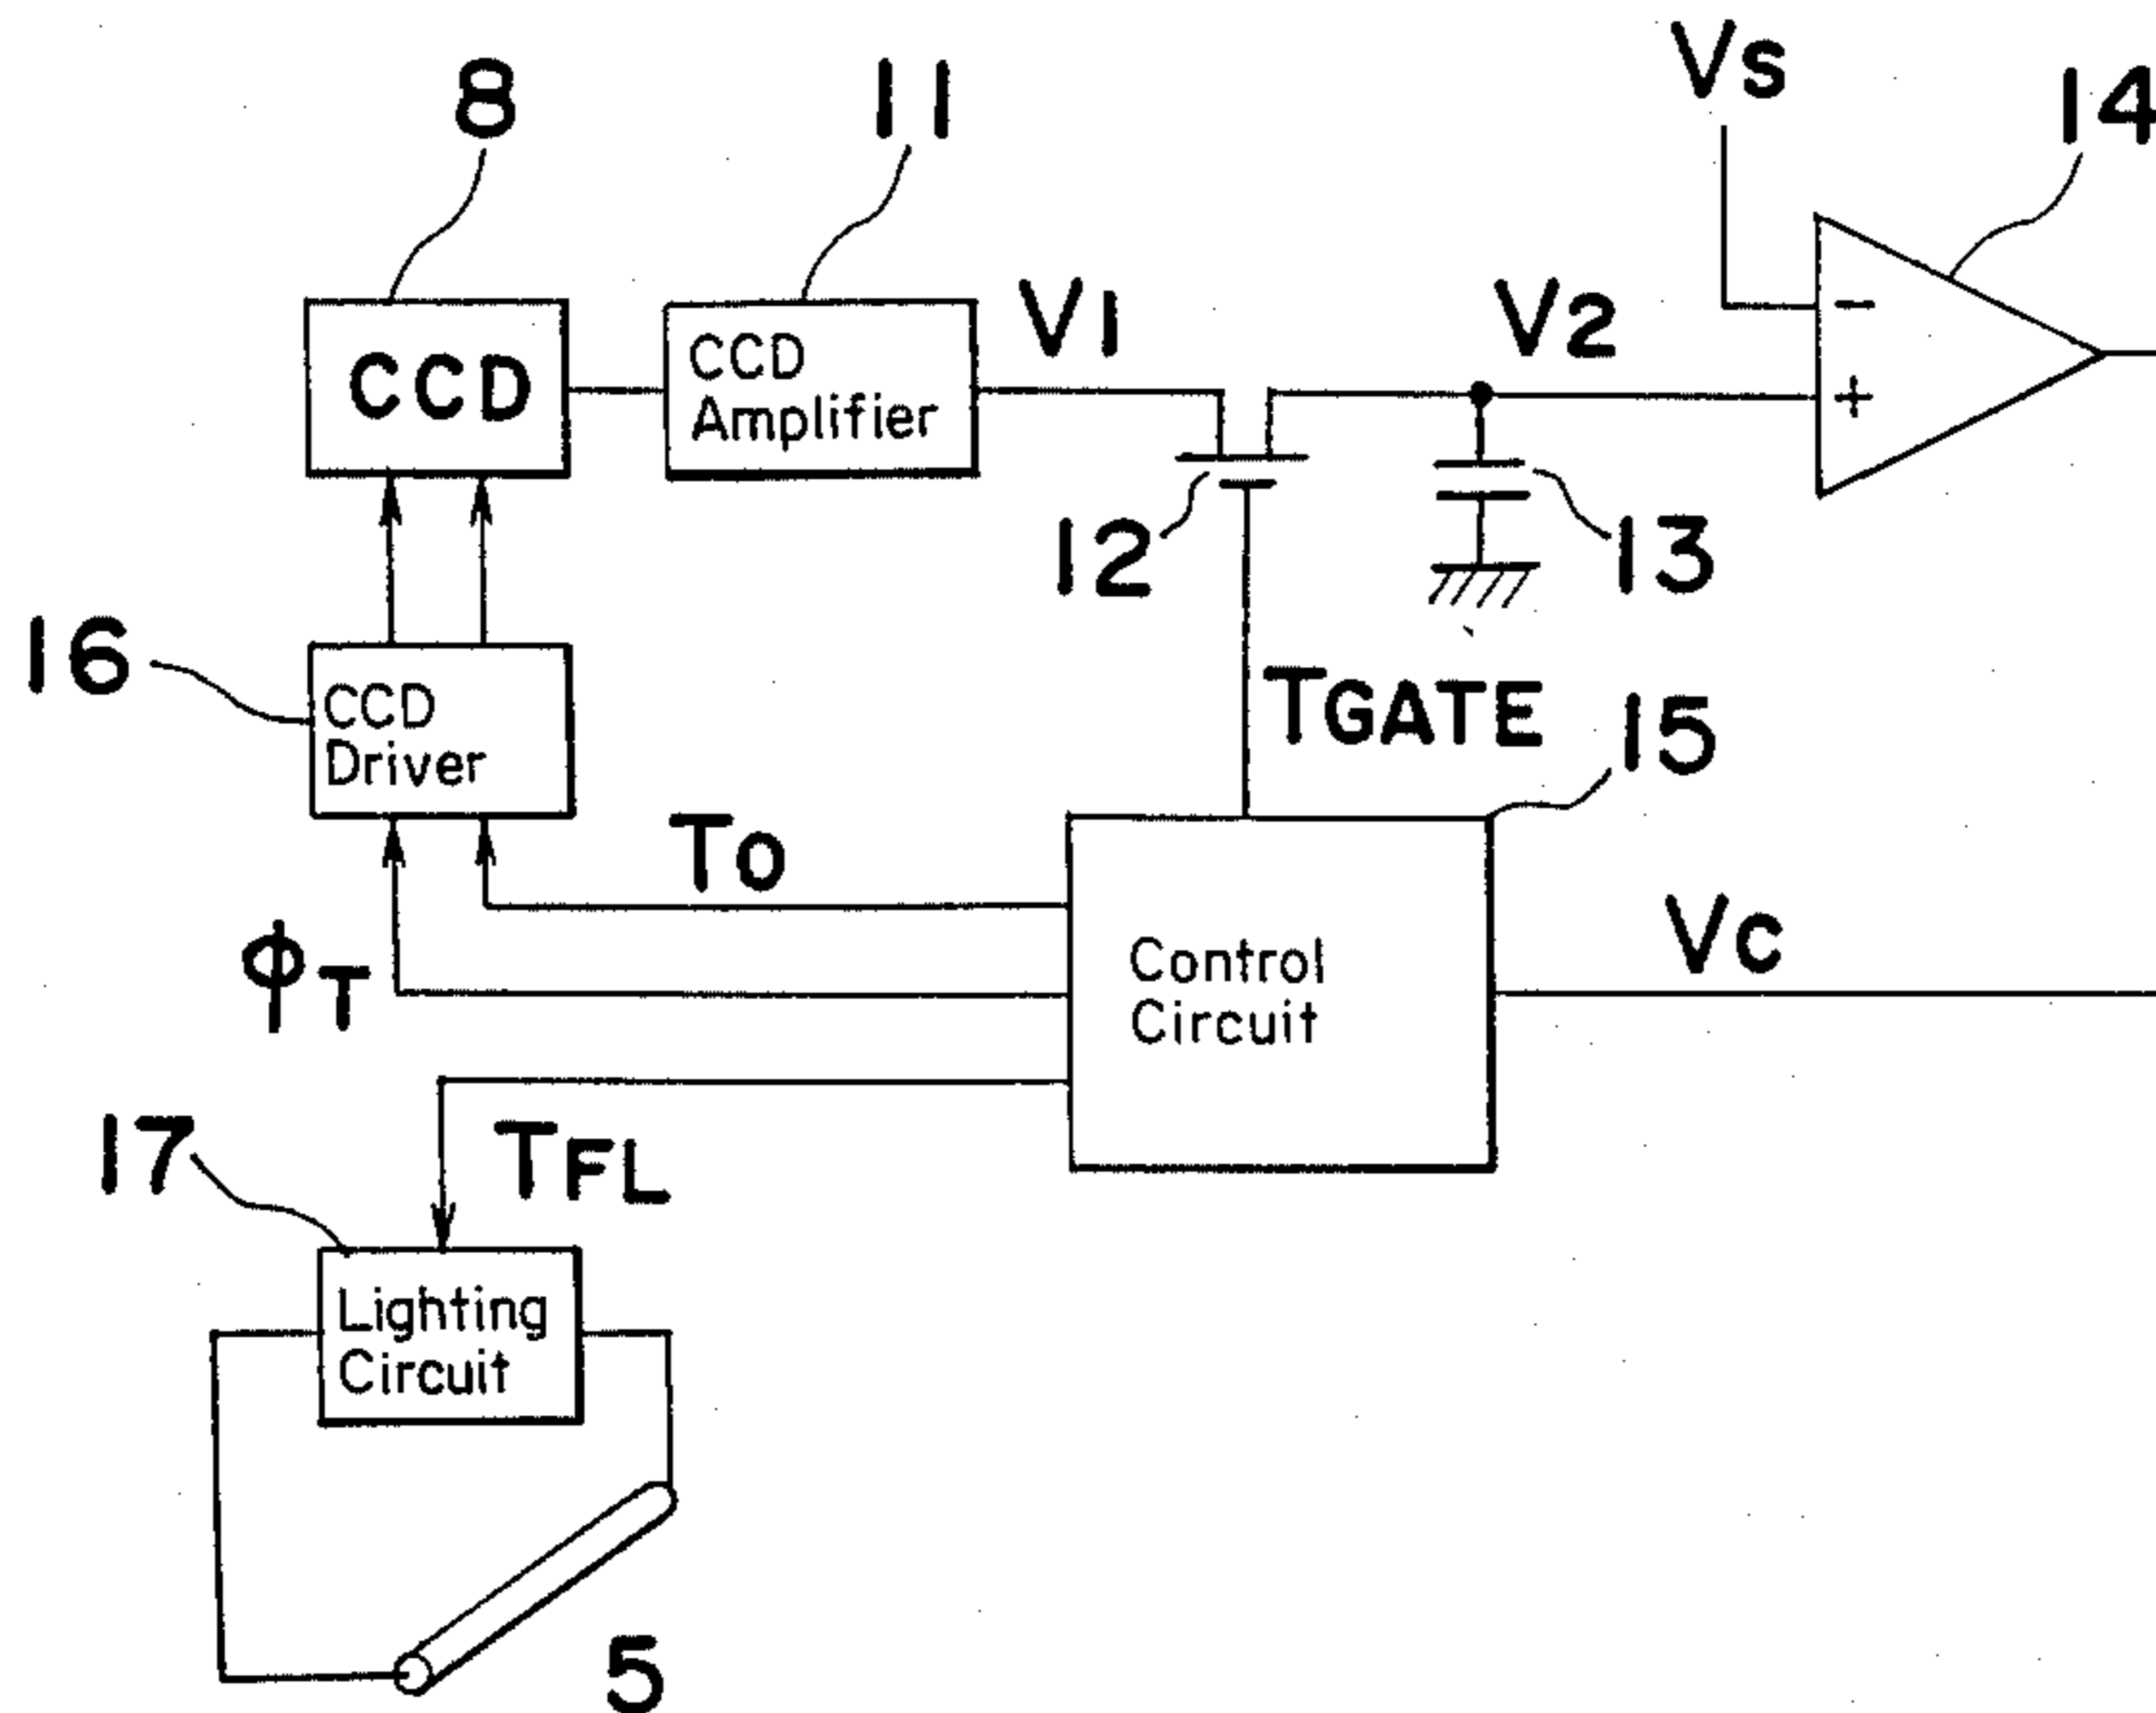 8
11
Vs
14
CCD
CCD
Amplifier
V1
V2
−
+
12
13
16
CCD
Driver
TGATE
15
To
ΦT
Control
Circuit
Vc
17
TFL
Lighting
Circuit
5